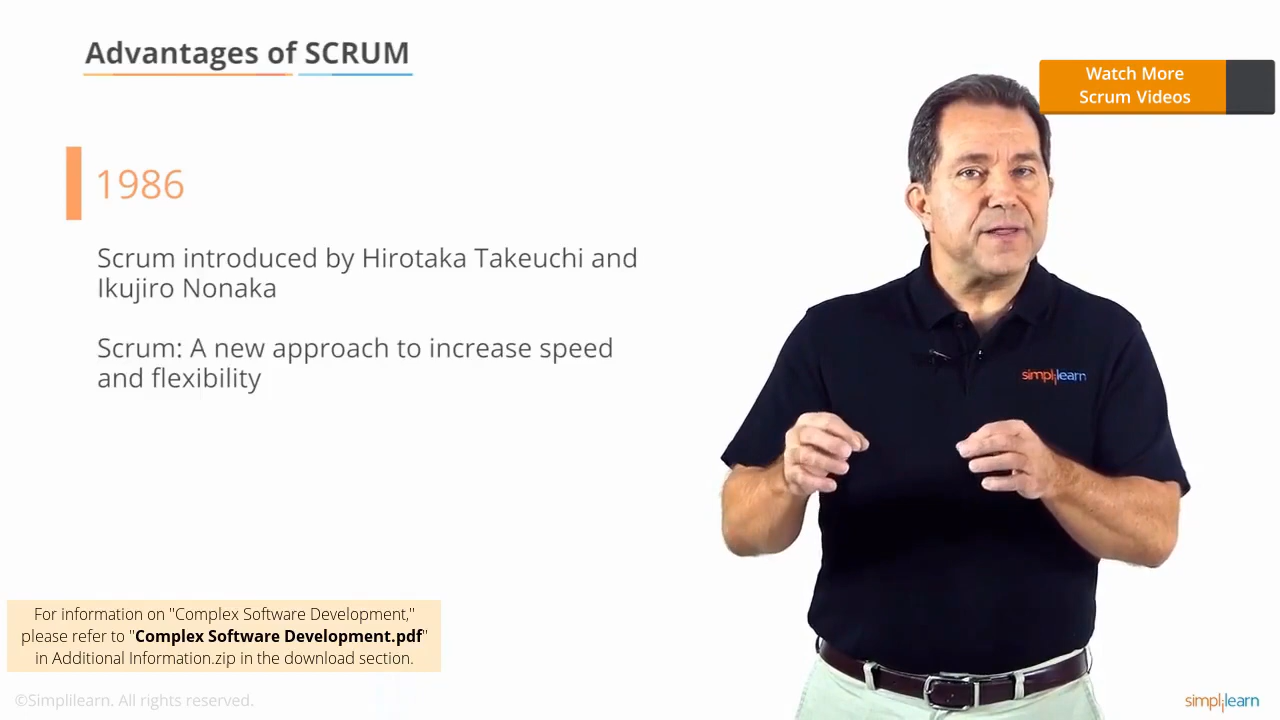 Advantages of SCRUM
Watch More
Scrum Videos
1986
Scrum introduced by Hirotaka Takeuchi and
Ikujiro Nonaka
Scrum: A new approach to increase speed
and flexibility
simplilearn
For information on "Complex Software Development,"
please refer to "Complex Software Development.pdf"
in Additional Information.zip in the download section.
©Simplilearn. All rights reserved.
simplilearn